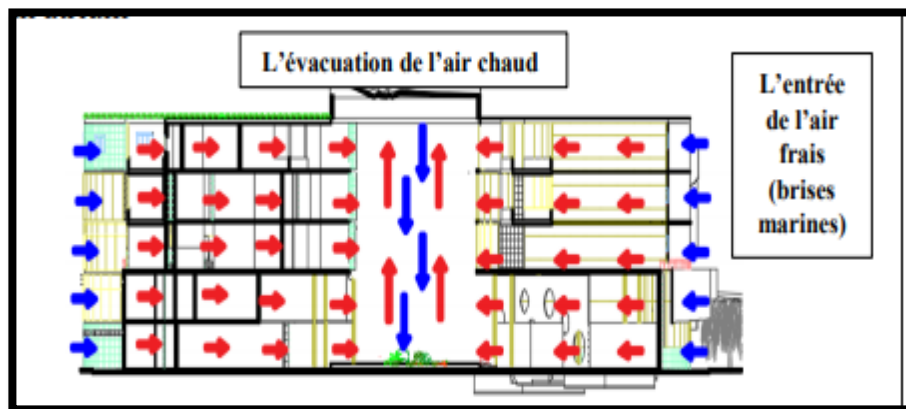 L'évacuation de l'air chaud
L'entrée
de l'air
frais
(brises
marines)